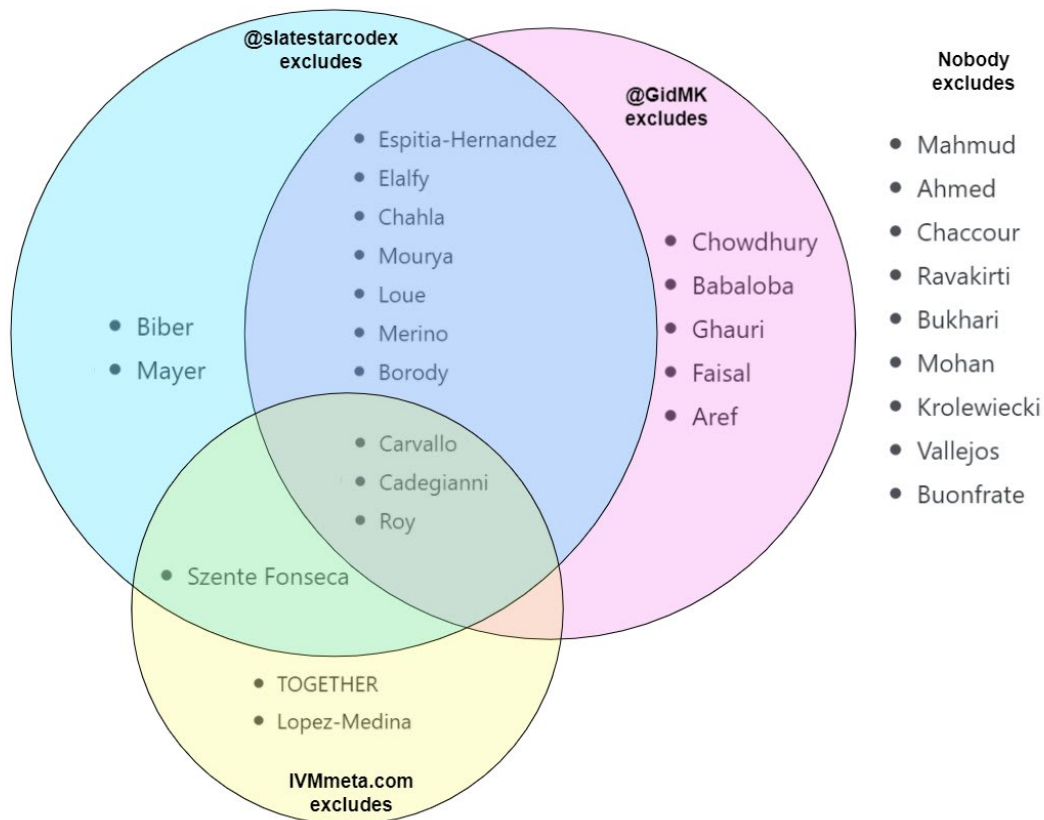 @slatestarcodex
excludes
@GidMK
excludes
Nobody
excludes
• Espitia-Hernandez
• Elalfy
• Chahla
• Mourya
• Loue
• Merino
• Borody
• Chowdhury
• Babaloba
• Ghauri
• Faisal
• Aref
• Mahmud
• Ahmed
• Chaccour
• Ravakirti
• Bukhari
• Mohan
• Krolewiecki
• Vallejos
• Buonfrate
• Biber
• Mayer
• Carvallo
• Cadegianni
• Roy
• Szente Fonseca
• TOGETHER
• Lopez-Medina
IVMmeta.com
excludes